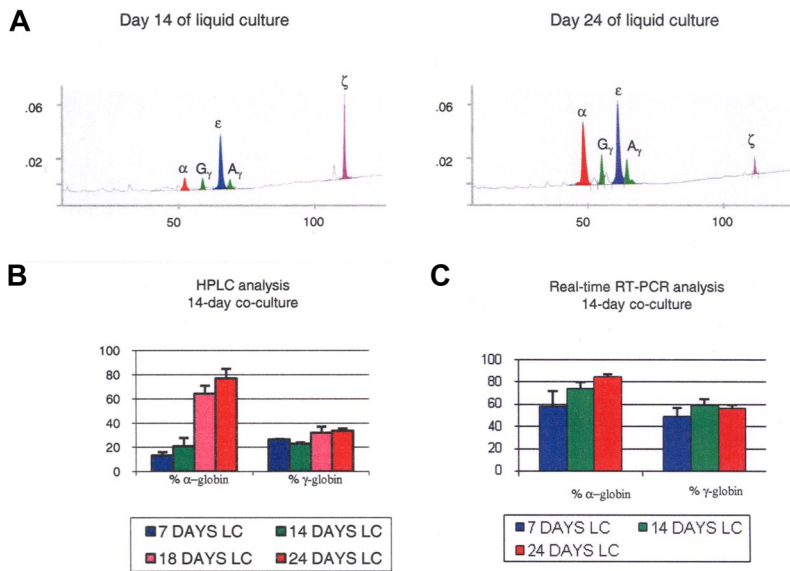 A
Day 14 of liquid culture
Day 24 of liquid culture
.06
.02
α
Gγ
ε
Aγ
ζ
50
100
.06
.02
α
Gγ
ε
Aγ
ζ
50
100
B
HPLC analysis
14-day co-culture
100
80
60
40
20
0
% α–globin
% γ-globin
7 DAYS LC
14 DAYS LC
18 DAYS LC
24 DAYS LC
C
Real-time RT-PCR analysis
14-day co-culture
100
80
60
40
20
0
% α-globin
% γ-globin
7 DAYS LC
14 DAYS LC
24 DAYS LC